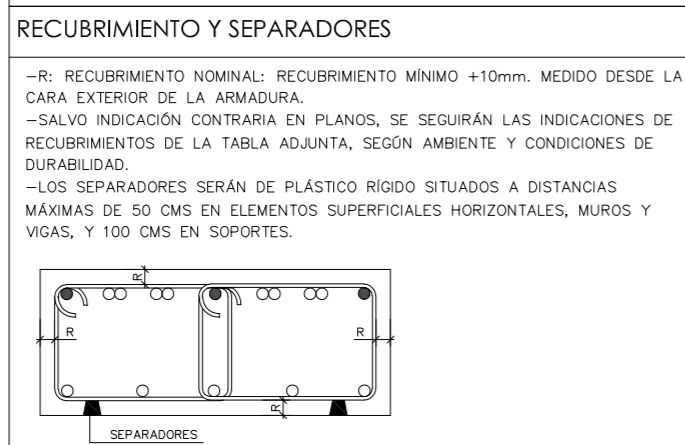 RECUBRIMIENTO Y SEPARADORES
-R: RECUBRIMIENTO NOMINAL: RECUBRIMIENTO MÍNIMO +10mm. MEDIDO DESDE LA
CARA EXTERIOR DE LA ARMADURA.
-SALVO INDICACIÓN CONTRARIA EN PLANOS, SE SEGUIRÁN LAS INDICACIONES DE
RECUBRIMIENTOS DE LA TABLA ADJUNTA, SEGÚN AMBIENTE Y CONDICIONES DE
DURABILIDAD.
-LOS SEPARADORES SERÁN DE PLÁSTICO RÍGIDO SITUADOS A DISTANCIAS
MÁXIMAS DE 50 CMS EN ELEMENTOS SUPERFICIALES HORIZONTALES, MUROS Y
VIGAS, Y 100 CMS EN SOPORTES.
R
R
R
R
SEPARADORES